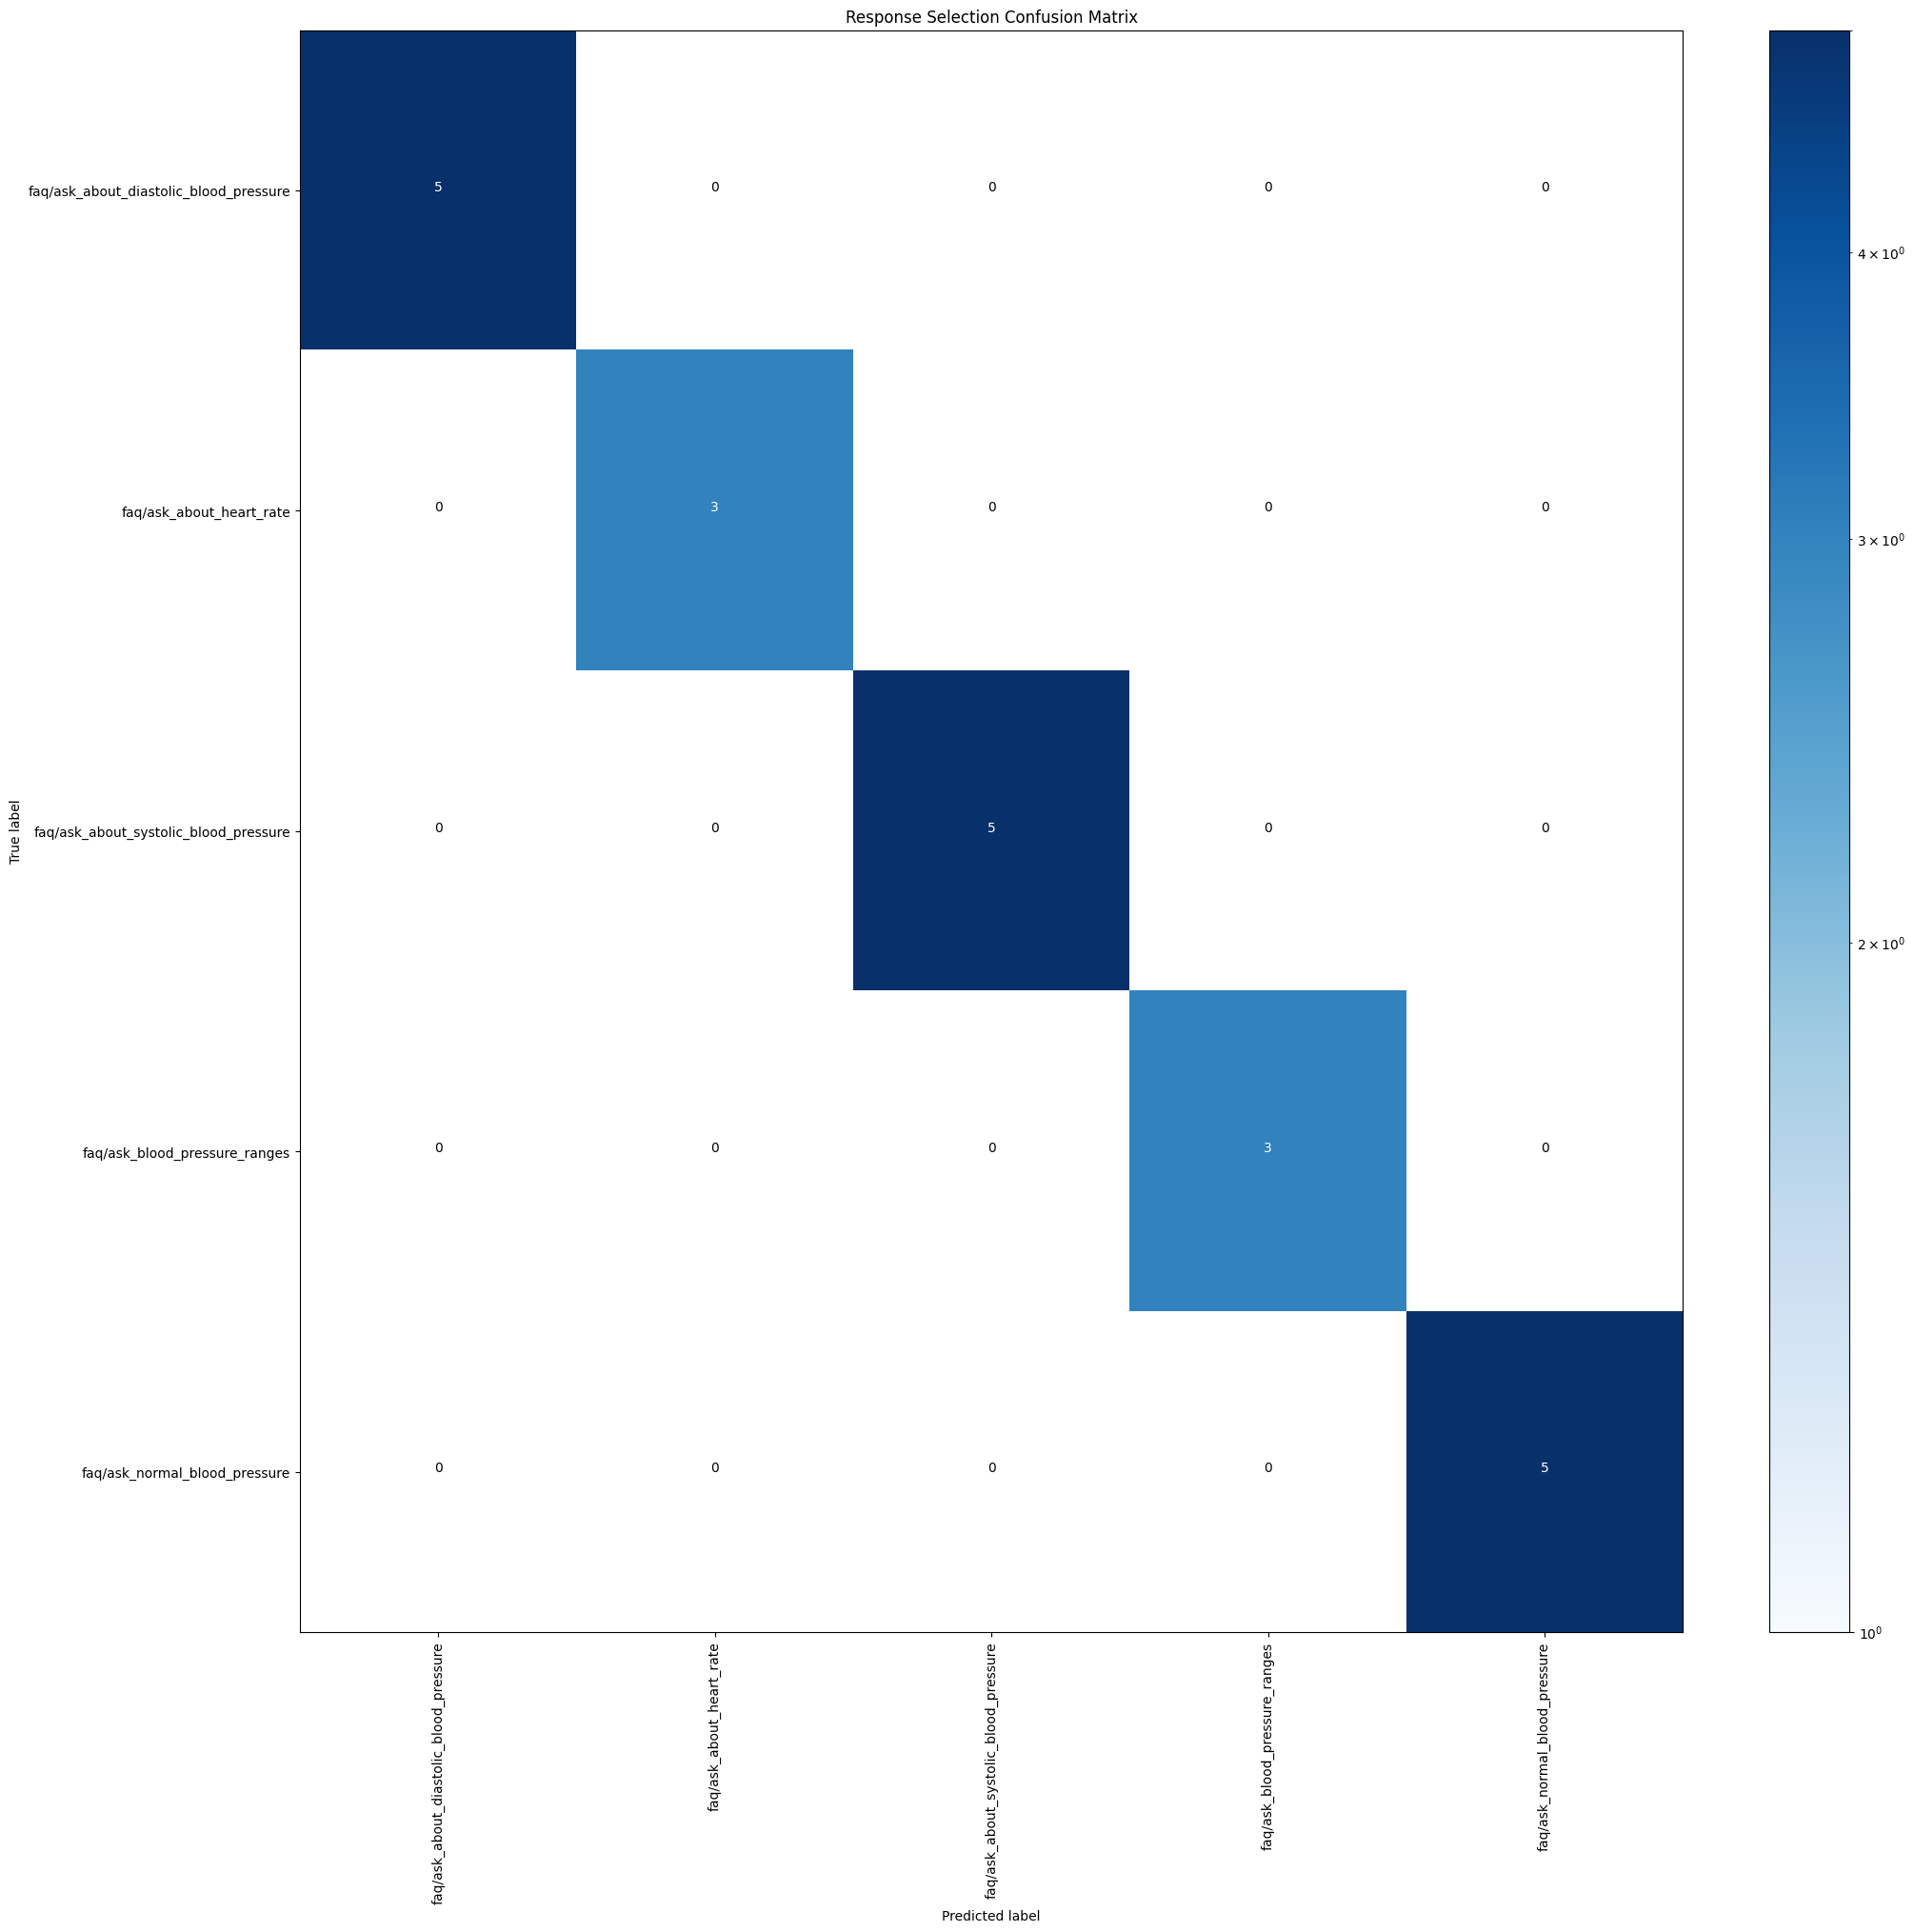 Response Selection Confusion Matrix
faq/ask_about_diastolic_blood_pressure
5 0 0 0 0
faq/ask_about_heart_rate
0 3 0 0 0
faq/ask_about_systolic_blood_pressure
0 0 5 0 0
faq/ask_blood_pressure_ranges
0 0 0 3 0
faq/ask_normal_blood_pressure
0 0 0 0 5
True label
faq/ask_about_diastolic_blood_pressure
faq/ask_about_heart_rate
faq/ask_about_systolic_blood_pressure
faq/ask_blood_pressure_ranges
faq/ask_normal_blood_pressure
Predicted label
4 × 10⁰
3 × 10⁰
2 × 10⁰
10⁰